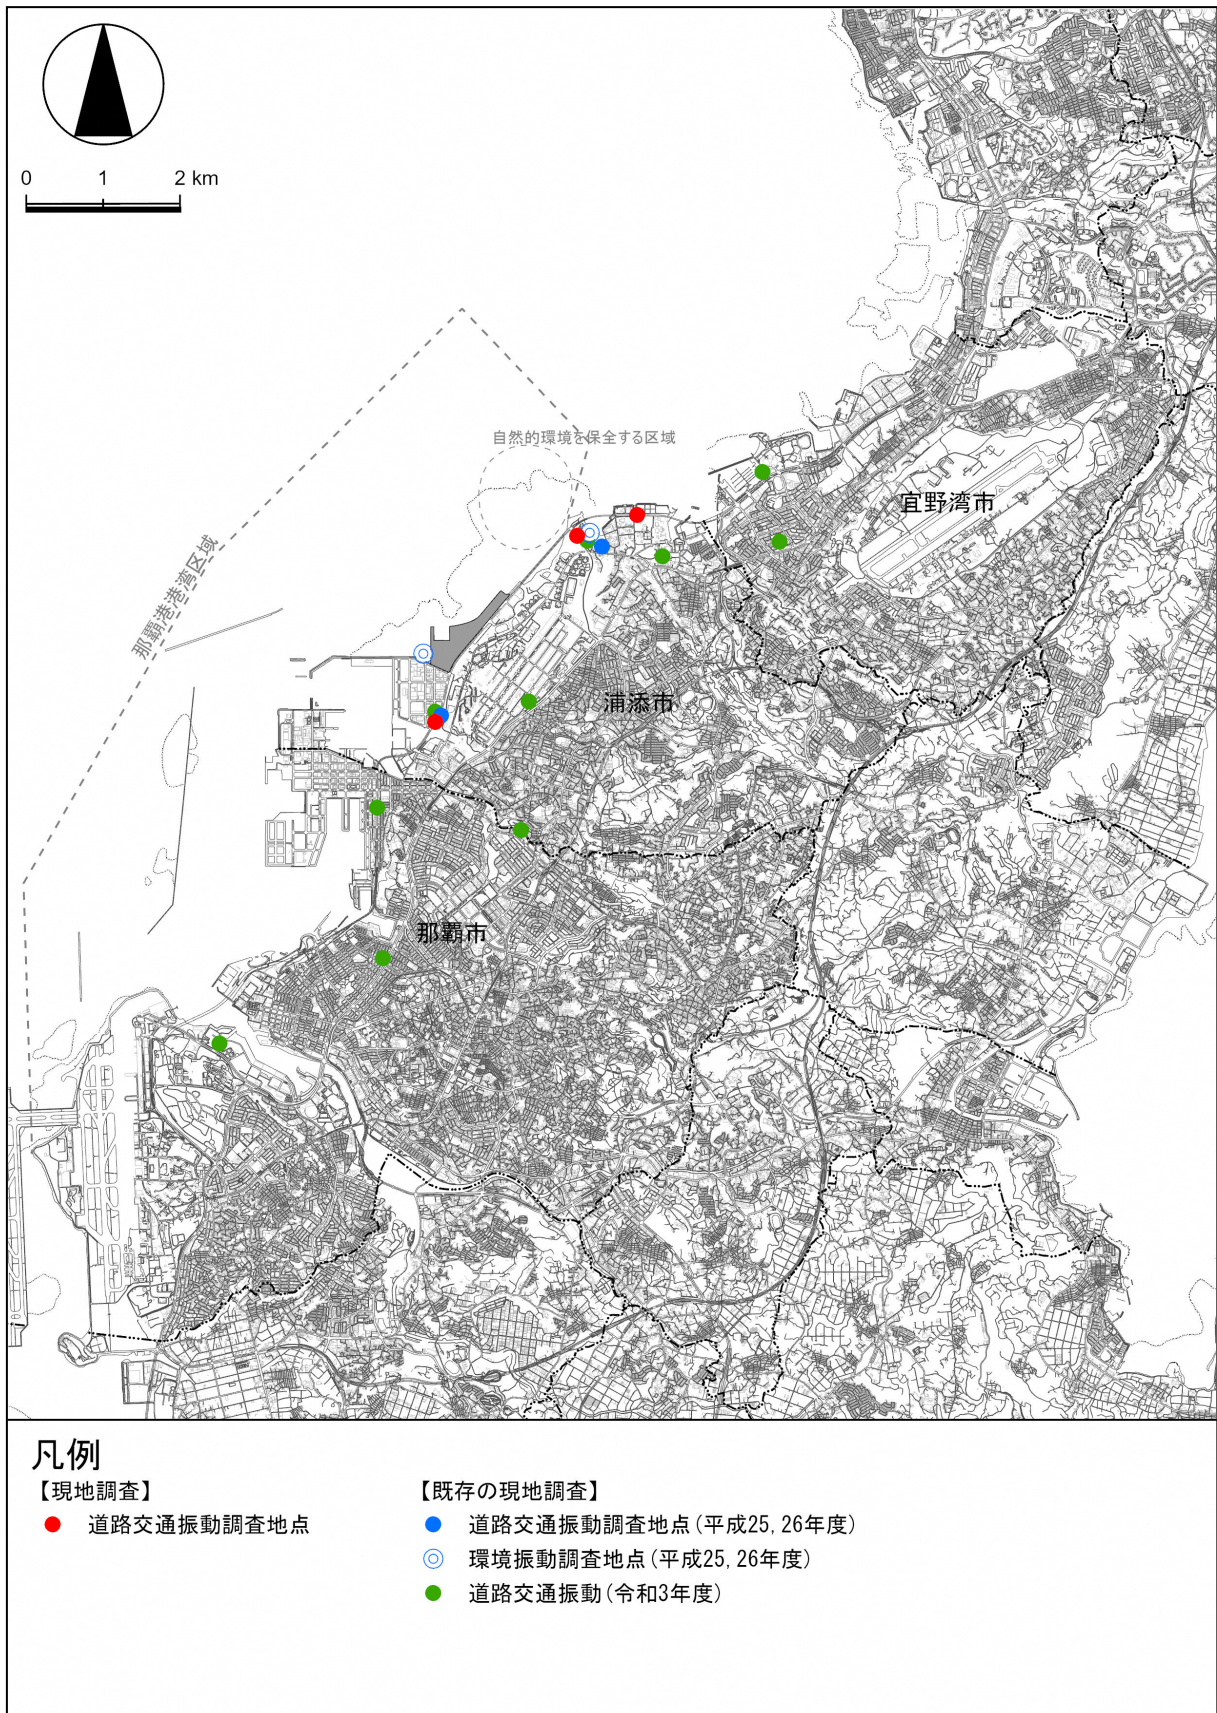 0 1 2 km
自然的環境を保全する区域
宜野湾市
那覇港港湾区域
浦添市
那覇市
凡例
【現地調査】
道路交通振動調査地点
【既存の現地調査】
道路交通振動調査地点(平成25,26年度)
環境振動調査地点(平成25,26年度)
道路交通振動(令和3年度)